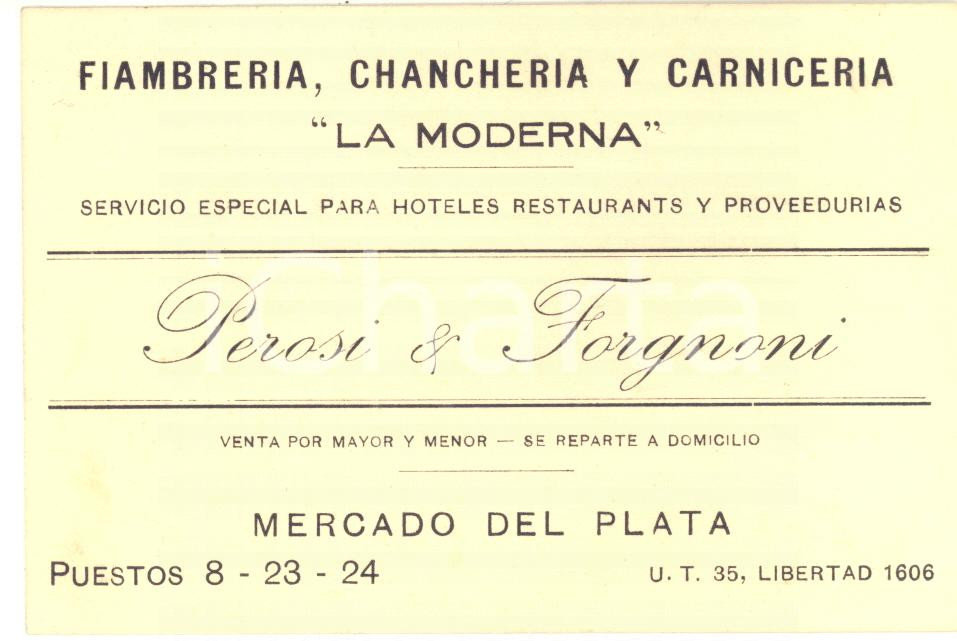 FIAMBRERIA, CHANCHERIA Y CARNICERIA
“LA MODERNA”
SERVICIO ESPECIAL PARA HOTELES RESTAURANTS Y PROVEEDURIAS
Perosi & Forgnoni
iCharta
VENTA POR MAYOR Y MENOR — SE REPARTE A DOMICILIO
MERCADO DEL PLATA
PUESTOS 8 - 23 - 24
U. T. 35, LIBERTAD 1606